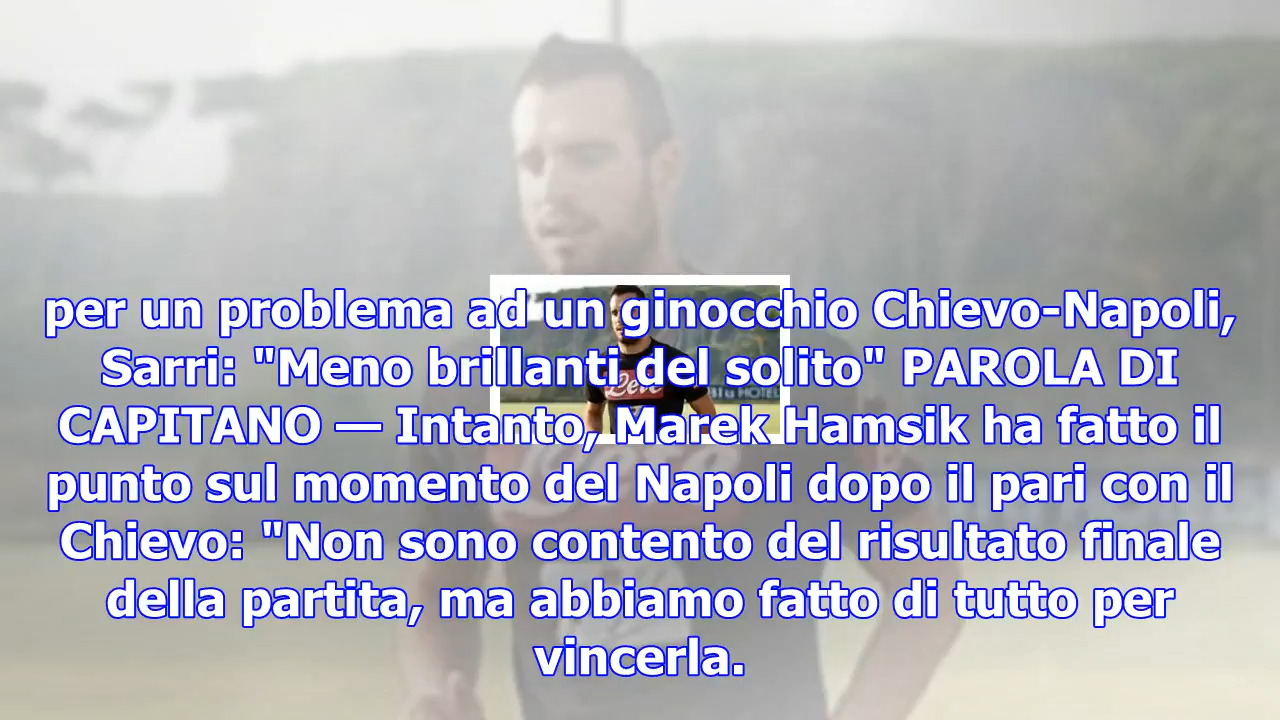 per un problema ad un ginocchio Chievo-Napoli,
Sarri: "Meno brillanti del solito" PAROLA DI
CAPITANO — Intanto, Marek Hamsik ha fatto il
punto sul momento del Napoli dopo il pari con il
Chievo: "Non sono contento del risultato finale
della partita, ma abbiamo fatto di tutto per
vincerla.
Lete
HOTEL